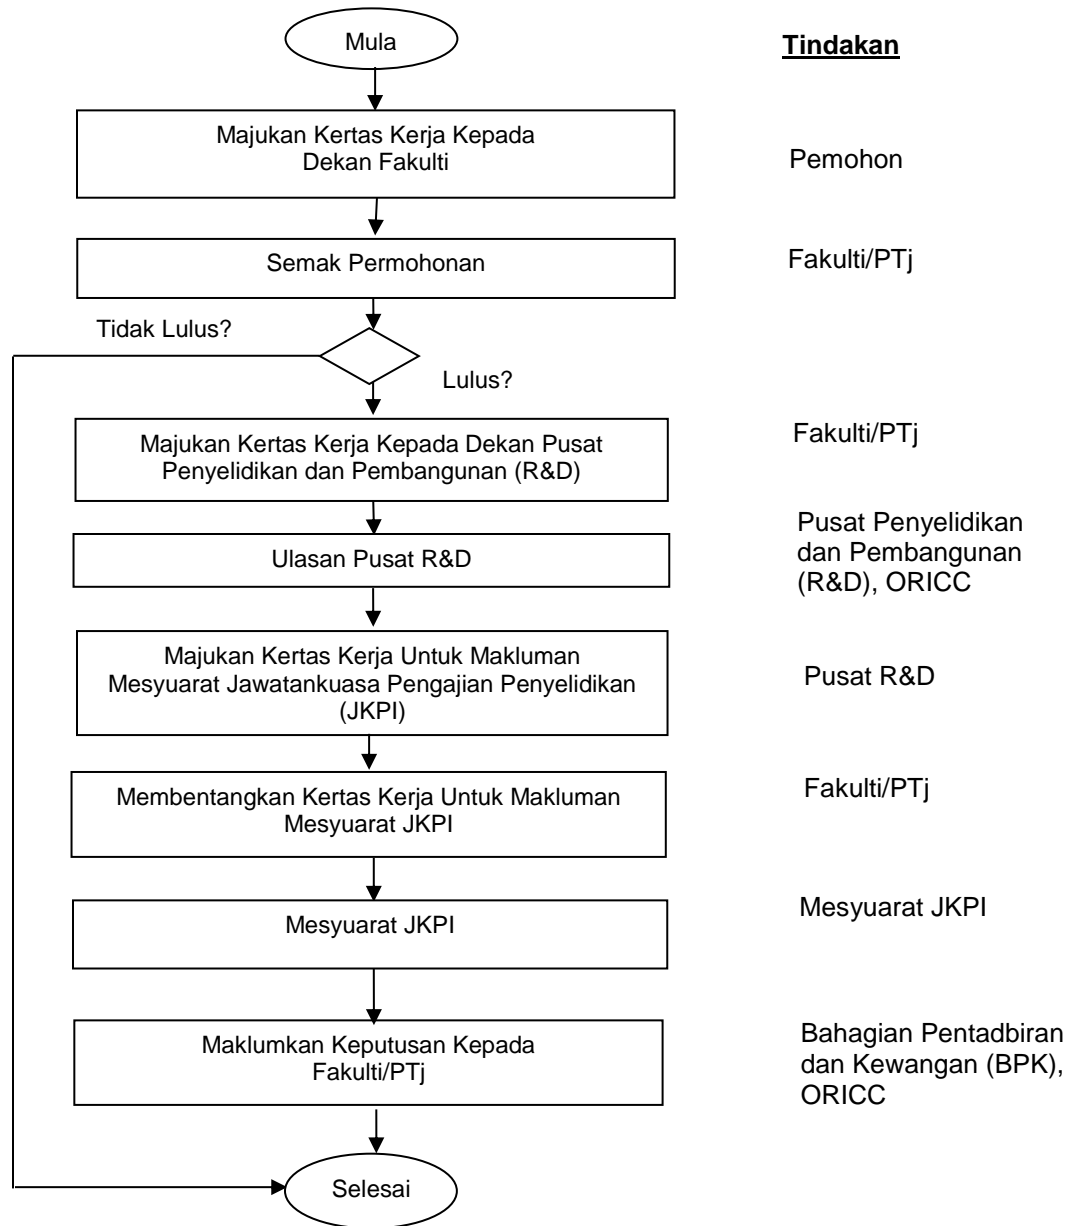 Mula
Tindakan
Majukan Kertas Kerja Kepada
Dekan Fakulti
Pemohon
Semak Permohonan
Fakulti/PTj
Tidak Lulus?
Lulus?
Majukan Kertas Kerja Kepada Dekan Pusat
Penyelidikan dan Pembangunan (R&D)
Fakulti/PTj
Ulasan Pusat R&D
Pusat Penyelidikan
dan Pembangunan
(R&D), ORICC
Majukan Kertas Kerja Untuk Makluman
Mesyuarat Jawatankuasa Pengajian Penyelidikan
(JKPI)
Pusat R&D
Membentangkan Kertas Kerja Untuk Makluman
Mesyuarat JKPI
Fakulti/PTj
Mesyuarat JKPI
Mesyuarat JKPI
Maklumkan Keputusan Kepada
Fakulti/PTj
Bahagian Pentadbiran
dan Kewangan (BPK),
ORICC
Selesai